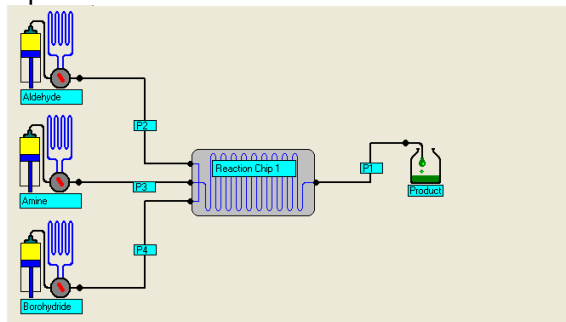 Aldehyde
P2
Reaction Chip 1
P1
P3
Amine
Product
P4
Borohydride